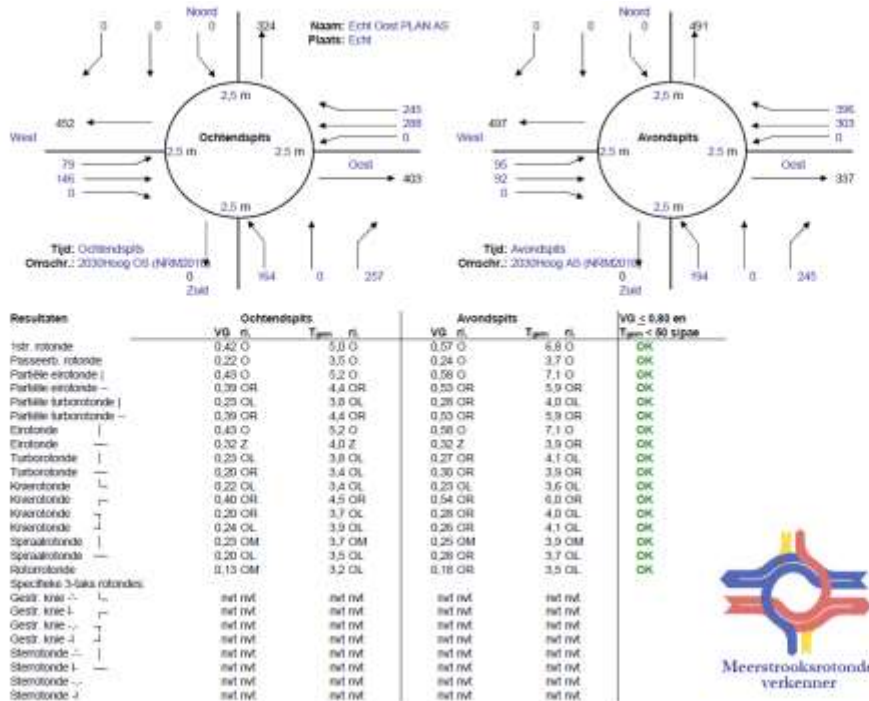 Noord
0 0 0 324
Naam: Echt Oost PLAN AS
Plaats: Echt
Noord
0 0 0 491
2,5 m
2,5 m
452
245
288
0
497
396
303
0
West
2,5 m Ochtendspits 2,5 m
West
2,5 m Avondspits 2,5 m
79
146
0
Oost
403
95
92
0
Oost
337
2,5 m
2,5 m
Tijd: Ochtendspits
Omschr.: 2030Hoog OS (NRM2010)
0 164 0 257
Zuid
Tijd: Avondspits
Omschr.: 2030Hoog AS (NRM2010)
0 194 0 245
Zuid
Resultaten Ochtendspits Avondspits VG ≤ 0,80 en
VG ri. Tgem ri. VG ri. Tgem ri. Tgem < 50 s/pae
1str. rotonde 0,42 O 5,0 O 0,57 O 6,8 O OK
Passeerb. rotonde 0,22 O 3,5 O 0,24 O 3,7 O OK
Partiële eirotonde | 0,43 O 5,2 O 0,58 O 7,1 O OK
Partiële eirotonde -- 0,39 OR 4,4 OR 0,53 OR 5,9 OR OK
Partiële turborotonde | 0,23 OL 3,8 OL 0,28 OR 4,0 OL OK
Partiële turborotonde -- 0,39 OR 4,4 OR 0,53 OR 5,9 OR OK
Eirotonde 0,43 O 5,2 O 0,58 O 7,1 O OK
Eirotonde 0,32 Z 4,0 Z 0,32 Z 3,9 OR OK
Turborotonde 0,23 OL 3,8 OL 0,27 OR 4,1 OL OK
Turborotonde 0,20 OR 3,4 OL 0,30 OR 3,9 OR OK
Knierotonde 0,22 OL 3,4 OL 0,23 OL 3,6 OL OK
Knierotonde 0,40 OR 4,5 OR 0,54 OR 6,0 OR OK
Knierotonde 0,20 OR 3,7 OL 0,28 OR 4,0 OL OK
Knierotonde 0,24 OL 3,9 OL 0,26 OR 4,1 OL OK
Spiraalrotonde 0,23 OM 3,7 OM 0,25 OM 3,9 OM OK
Spiraalrotonde 0,20 OL 3,5 OL 0,28 OR 3,7 OL OK
Rotorrotonde 0,13 OM 3,2 OL 0,18 OR 3,5 OL OK
Specifieke 3-taks rotondes:
Gestr. knie nvt nvt nvt nvt nvt nvt nvt nvt
Gestr. knie nvt nvt nvt nvt nvt nvt nvt nvt
Gestr. knie nvt nvt nvt nvt nvt nvt nvt nvt
Gestr. knie nvt nvt nvt nvt nvt nvt nvt nvt
Sterrotonde nvt nvt nvt nvt nvt nvt nvt nvt
Sterrotonde nvt nvt nvt nvt nvt nvt nvt nvt
Sterrotonde nvt nvt nvt nvt nvt nvt nvt nvt
Sterrotonde nvt nvt nvt nvt nvt nvt nvt nvt
Meerstrooksrotonde
verkenner